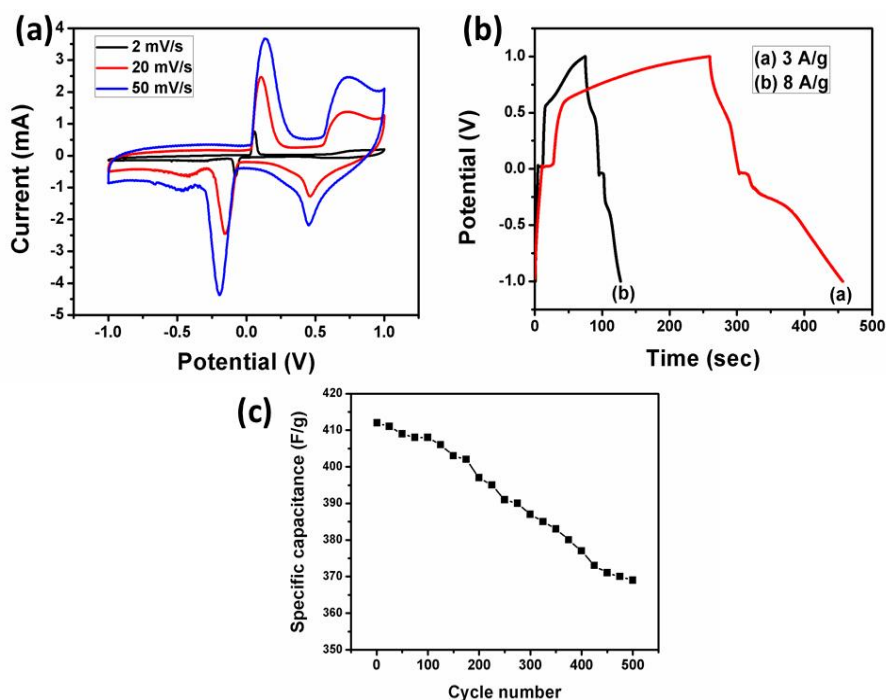 (a)
2 mV/s
20 mV/s
50 mV/s
Current (mA)
4
3
2
1
0
-1
-2
-3
-4
-5
-1.0 -0.5 0.0 0.5 1.0
Potential (V)
(b)
(a) 3 A/g
(b) 8 A/g
Potential (V)
1.0
0.5
0.0
-0.5
-1.0
(b)
(a)
0 100 200 300 400 500
Time (sec)
(c)
Specific capacitance (F/g)
420
410
400
390
380
370
360
350
0 100 200 300 400 500
Cycle number